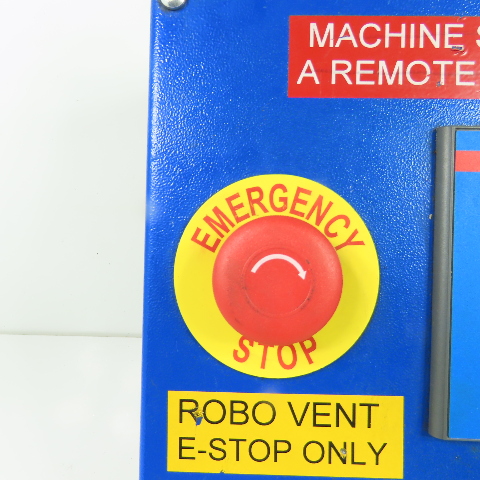 MACHINE
A REMOTE
EMERGENCY
STOP
ROBO VENT
E-STOP ONLY